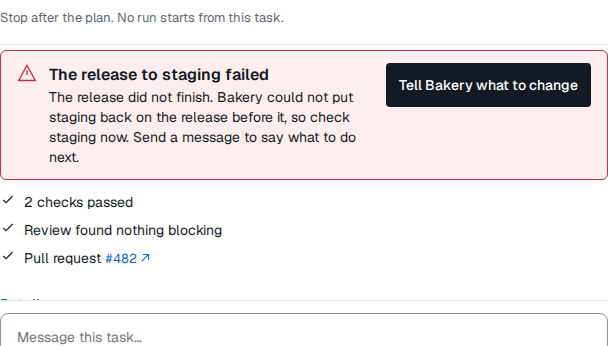 Stop after the plan. No run starts from this task.
The release to staging failed
The release did not finish. Bakery could not put
staging back on the release before it, so check
staging now. Send a message to say what to do
next.
Tell Bakery what to change
2 checks passed
Review found nothing blocking
Pull request #482 ↗
Message this task...